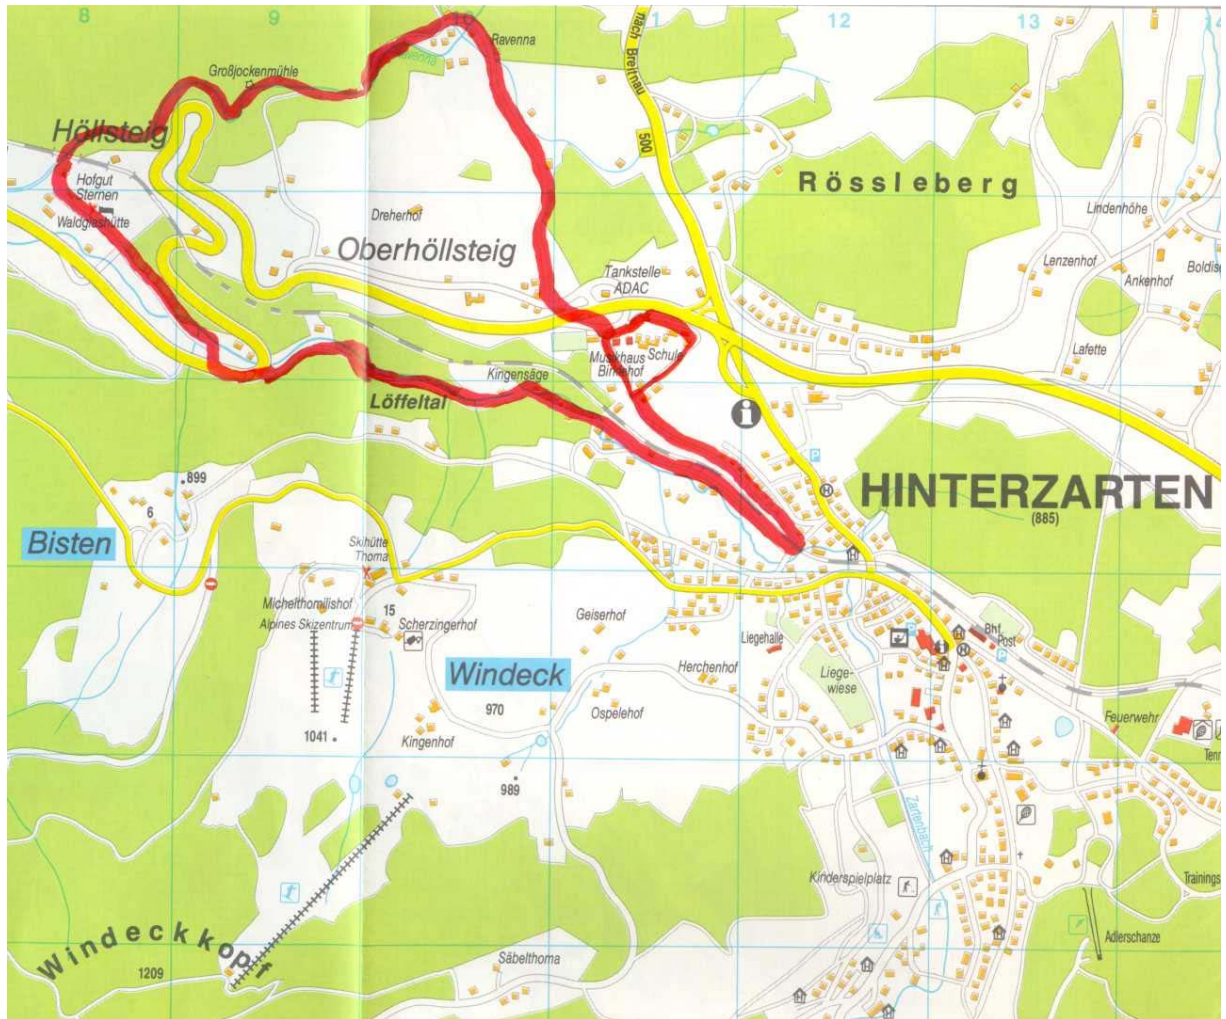 8
9
10
1
12
13
14
nach Breitnau
500
Ravenna
Großjockenmühle
Höllsteig
Hofgut
Sternen
Waldglashütte
Dreherhof
Oberhöllsteig
Rössleberg
Lindenhöhe
Lenzenhof
Ankenhof
Tankstelle
ADAC
Lafette
Musikhaus
Schule
Kingensäge
Löffeltal
i
P
H
HINTERZARTEN
(885)
899
6
Bisten
Skihütte
Thoma
Michelthomilishof
15
Alpines Skizentrum
Scherzingerhof
Geiserhof
Liegehalle
P
Bhf.
Post
H
P
Windeck
Herchenhof
Liege-
wiese
970
Ospelehof
1041
Kingenhof
Feuerwehr
989
Zartenbach
Kinderspielplatz
Trainings
Adlerschanze
Windeckkopf
1209
Säbelthoma